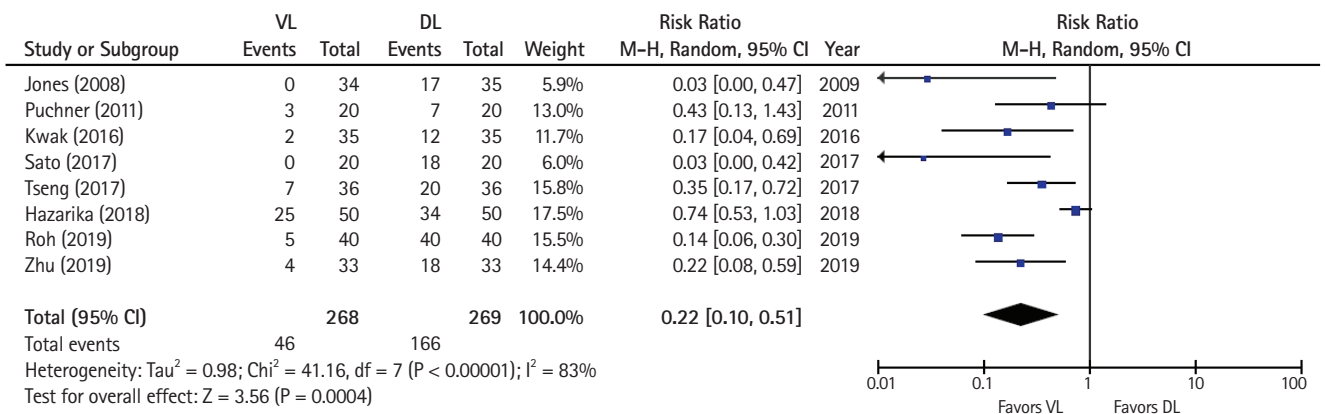 VL DL Risk Ratio Risk Ratio
Study or Subgroup Events Total Events Total Weight M-H, Random, 95% CI Year M-H, Random, 95% CI
Jones (2008) 0 34 17 35 5.9% 0.03 [0.00, 0.47] 2009
Puchner (2011) 3 20 7 20 13.0% 0.43 [0.13, 1.43] 2011
Kwak (2016) 2 35 12 35 11.7% 0.17 [0.04, 0.69] 2016
Sato (2017) 0 20 18 20 6.0% 0.03 [0.00, 0.42] 2017
Tseng (2017) 7 36 20 36 15.8% 0.35 [0.17, 0.72] 2017
Hazarika (2018) 25 50 34 50 17.5% 0.74 [0.53, 1.03] 2018
Roh (2019) 5 40 40 40 15.5% 0.14 [0.06, 0.30] 2019
Zhu (2019) 4 33 18 33 14.4% 0.22 [0.08, 0.59] 2019
Total (95% CI) 268 269 100.0% 0.22 [0.10, 0.51]
Total events 46 166
Heterogeneity: Tau² = 0.98; Chi² = 41.16, df = 7 (P < 0.00001); I² = 83%
Test for overall effect: Z = 3.56 (P = 0.0004)
0.01 0.1 1 10 100
Favors VL Favors DL